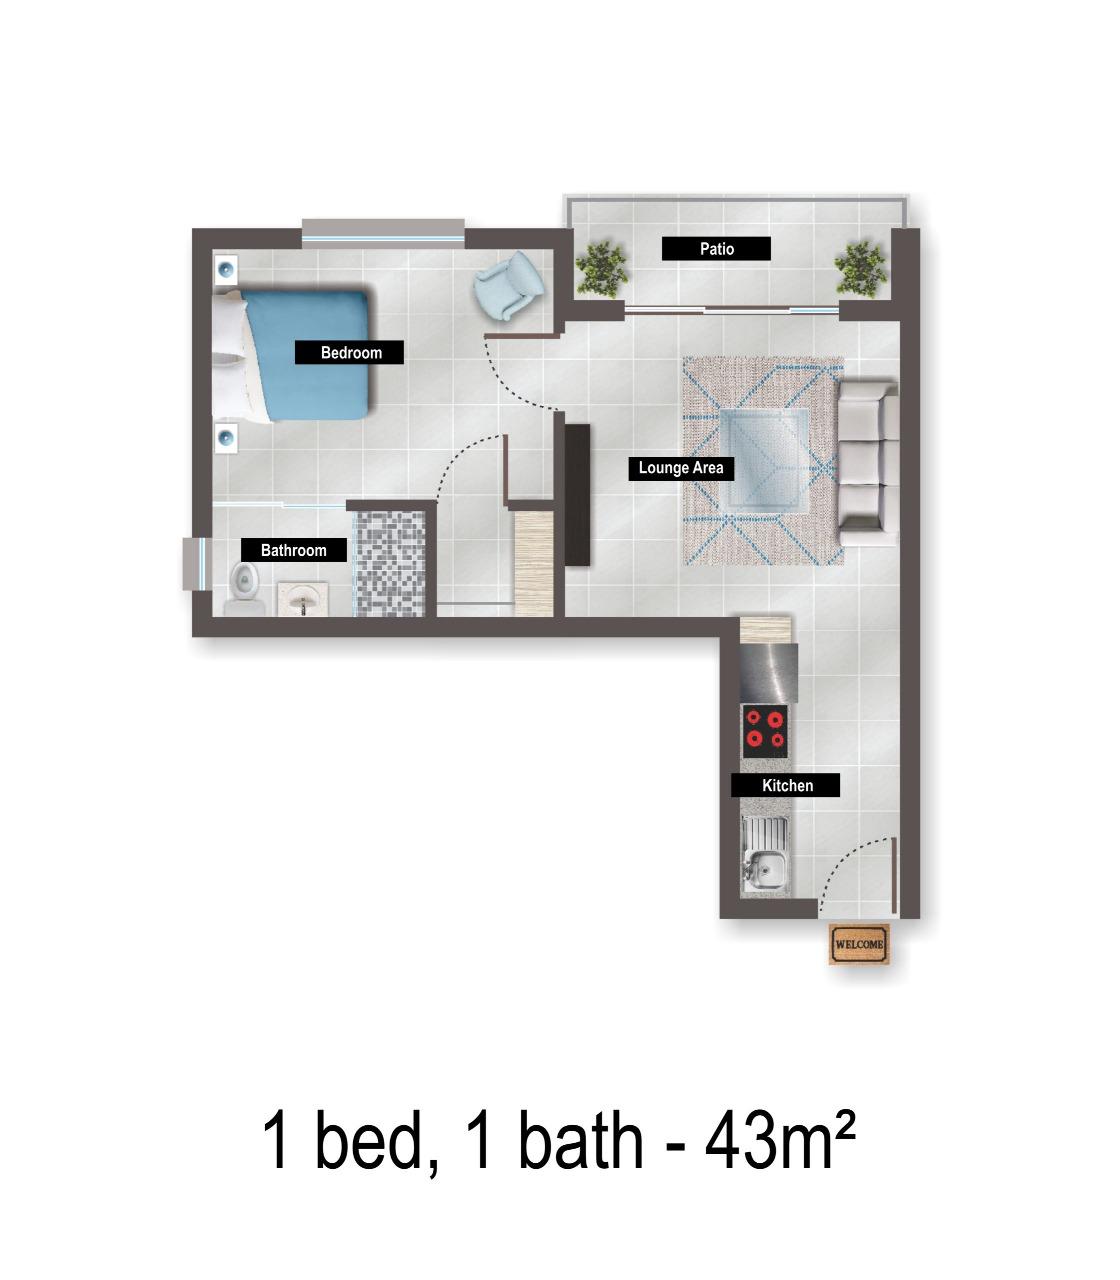 Patio
Bedroom
Lounge Area
Bathroom
Kitchen
WELCOME
1 bed, 1 bath - 43m²